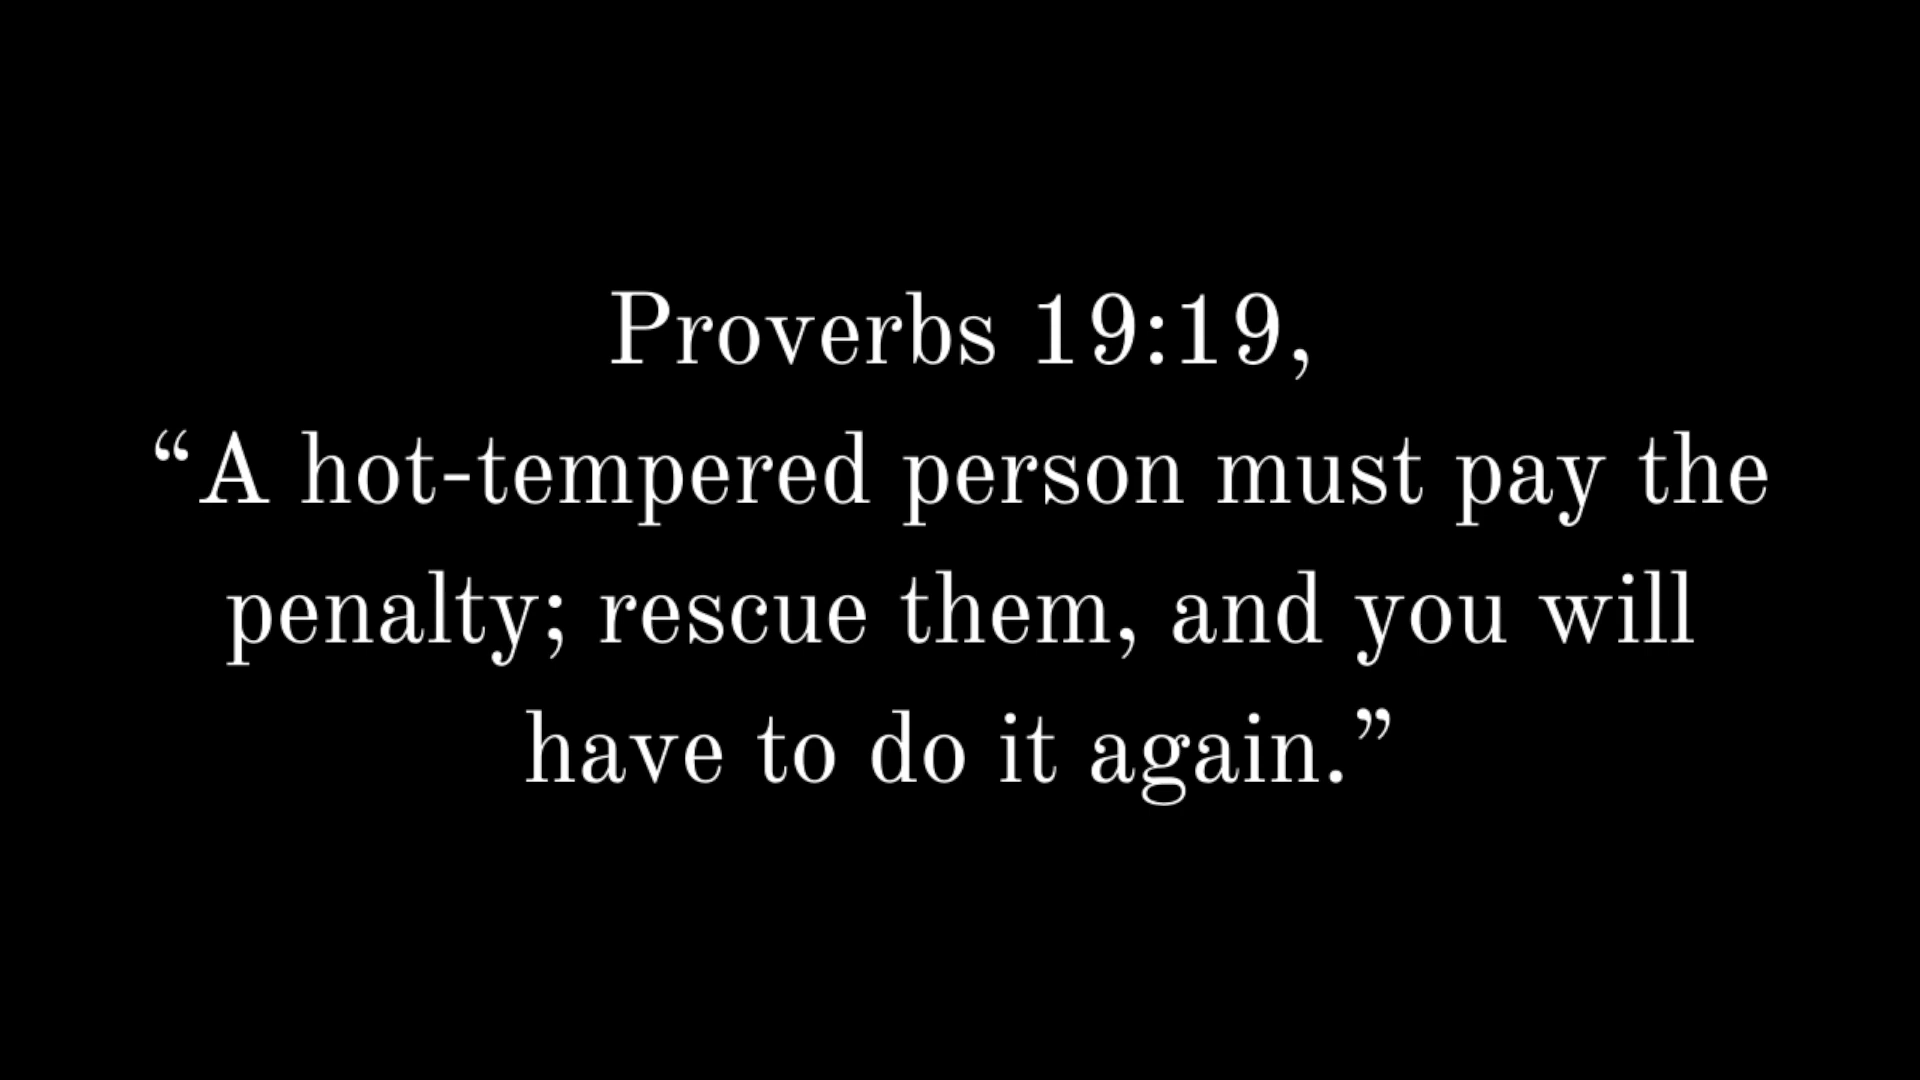 Proverbs 19:19,
“A hot-tempered person must pay the
penalty; rescue them, and you will
have to do it again.”